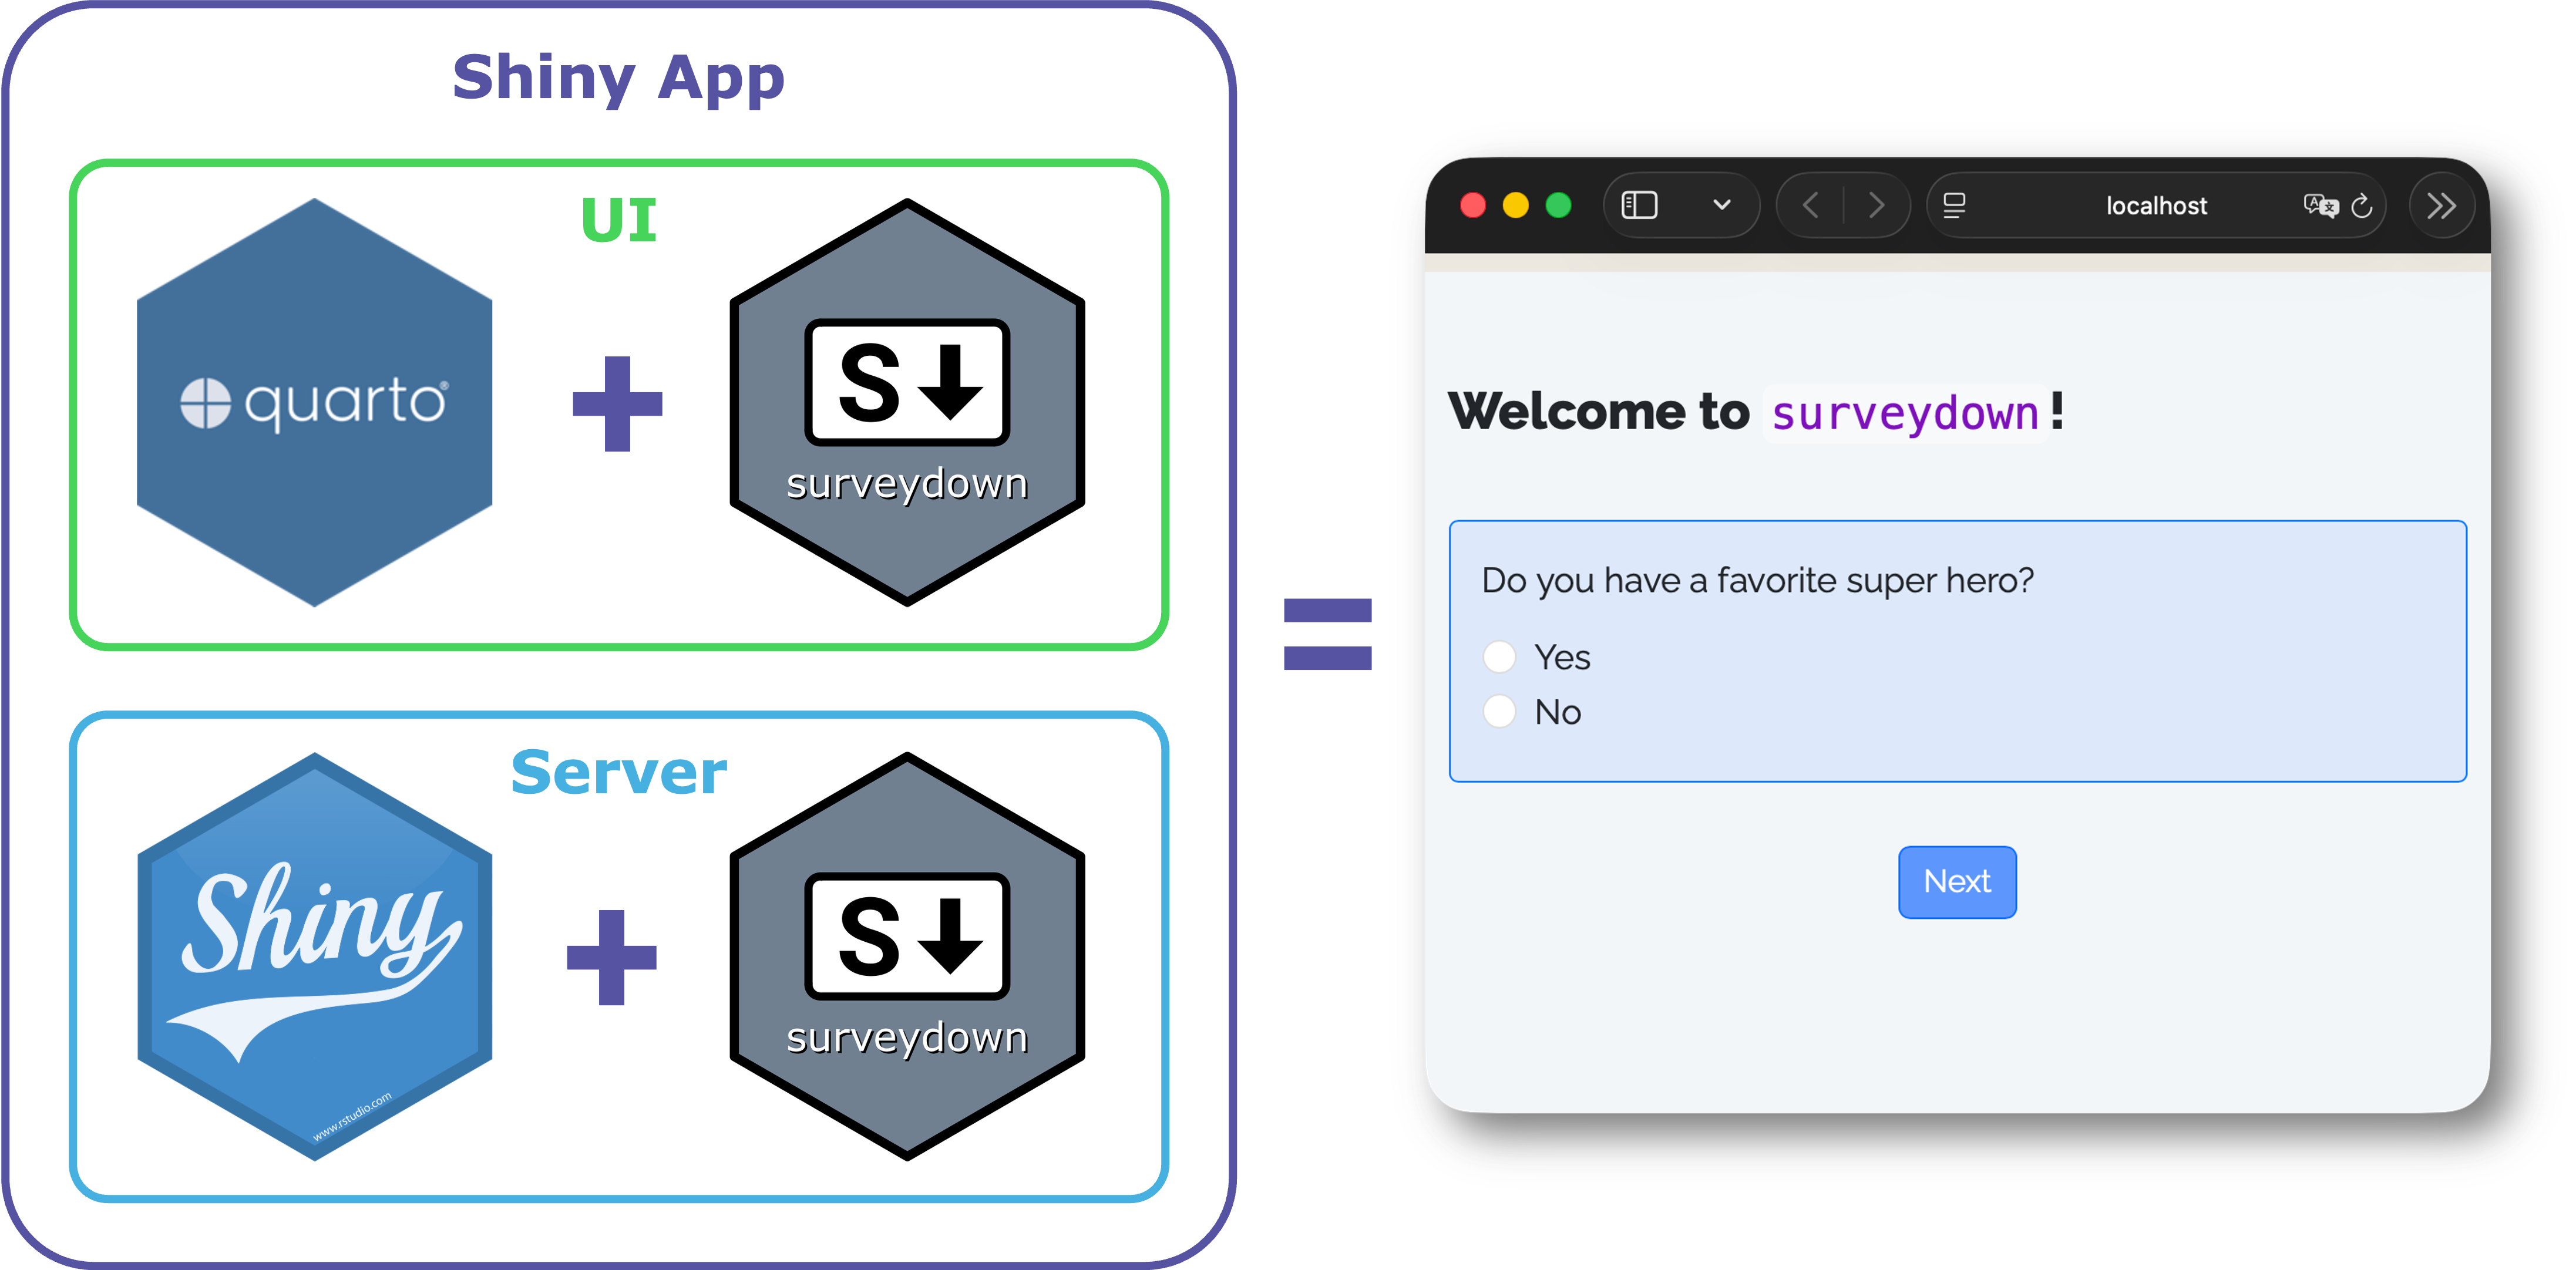 Shiny App
UI
quarto®
+
S
surveydown
Server
Shiny
www.rstudio.com
+
S
surveydown
=
localhost
Welcome to surveydown!
Do you have a favorite super hero?
Yes
No
Next